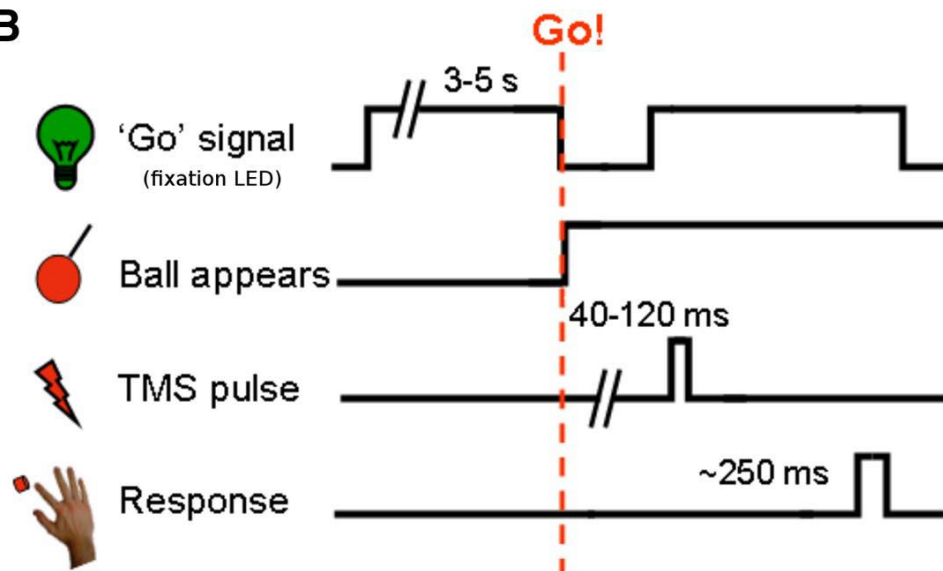 B
Go!
3-5 s
‘Go’ signal
(fixation LED)
Ball appears
40-120 ms
TMS pulse
~250 ms
Response